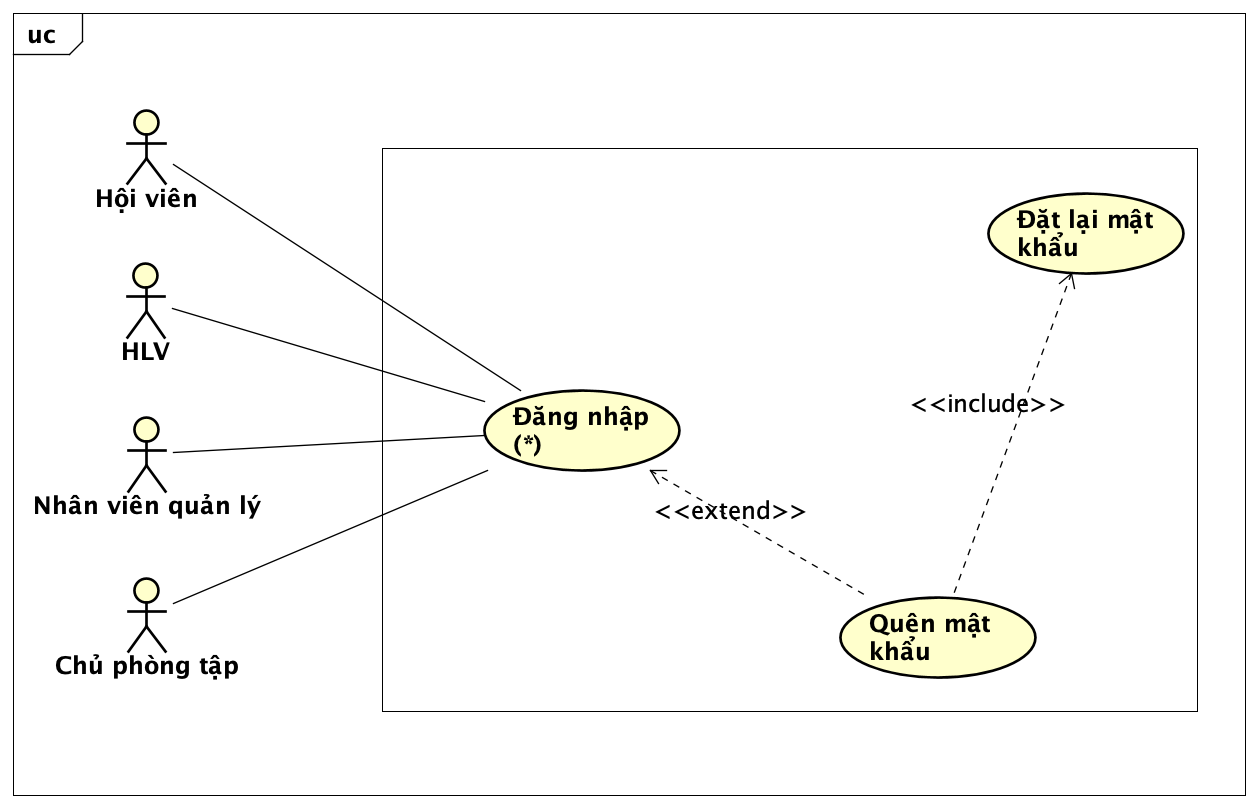 uc
Hội viên
HLV
Nhân viên quản lý
Chủ phòng tập
Đăng nhập
(*)
Đặt lại mật
khẩu
<<include>>
<<extend>>
Quên mật
khẩu